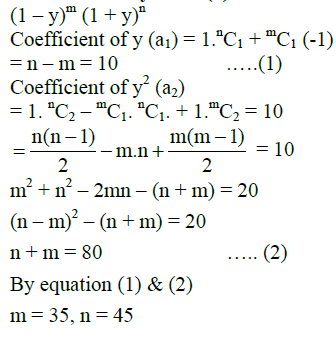 (1 – y)ᵐ (1 + y)ⁿ
Coefficient of y (a₁) = 1.ⁿC₁ + ᵐC₁ (-1)
= n – m = 10 .....(1)
Coefficient of y² (a₂)
= 1. ⁿC₂ – ᵐC₁. ⁿC₁. + 1.ᵐC₂ = 10
= n(n – 1)/2 – m.n + m(m – 1)/2 = 10
m² + n² – 2mn – (n + m) = 20
(n – m)² – (n + m) = 20
n + m = 80 ..... (2)
By equation (1) & (2)
m = 35, n = 45